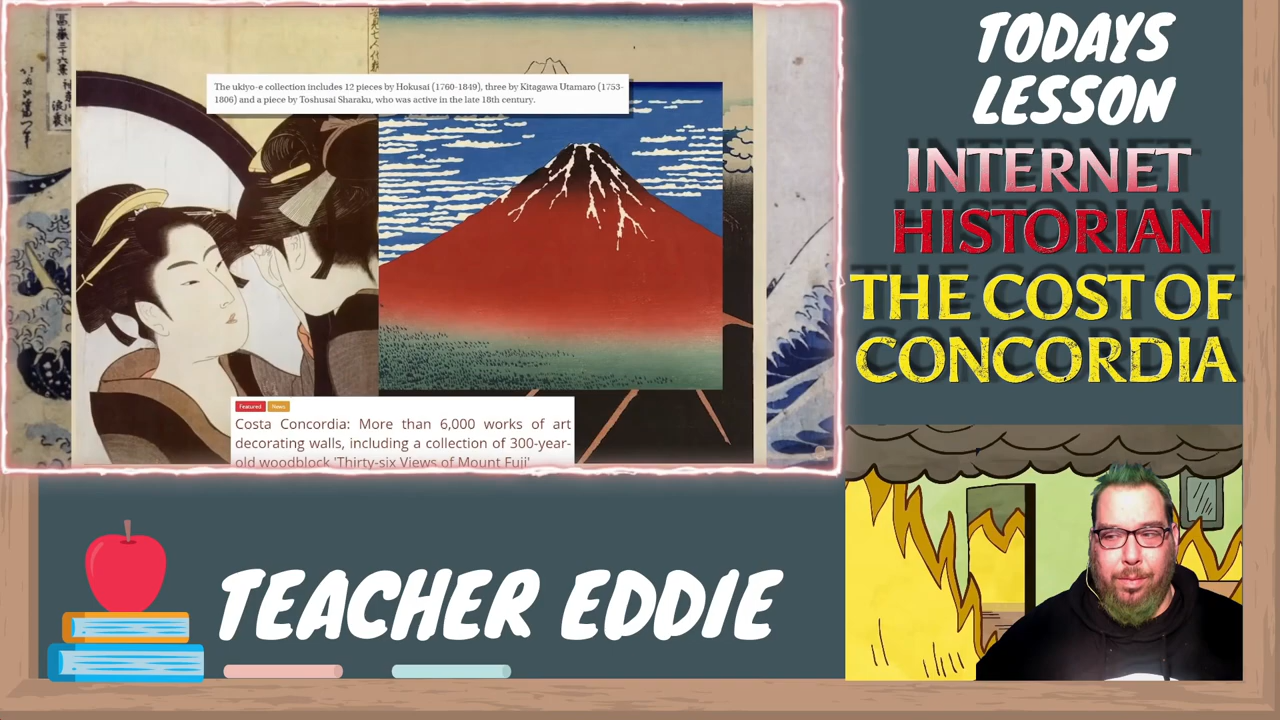 The ukiyo-e collection includes 12 pieces by Hokusai (1760-1849), three by Kitagawa Utamaro (1753-
1806) and a piece by Toshusai Sharaku, who was active in the late 18th century.
Featured News
Costa Concordia: More than 6,000 works of art
decorating walls, including a collection of 300-year-
old woodblock 'Thirty-six Views of Mount Fuji'
TODAYS
LESSON
INTERNET
HISTORIAN
THE COST OF
CONCORDIA
TEACHER EDDIE